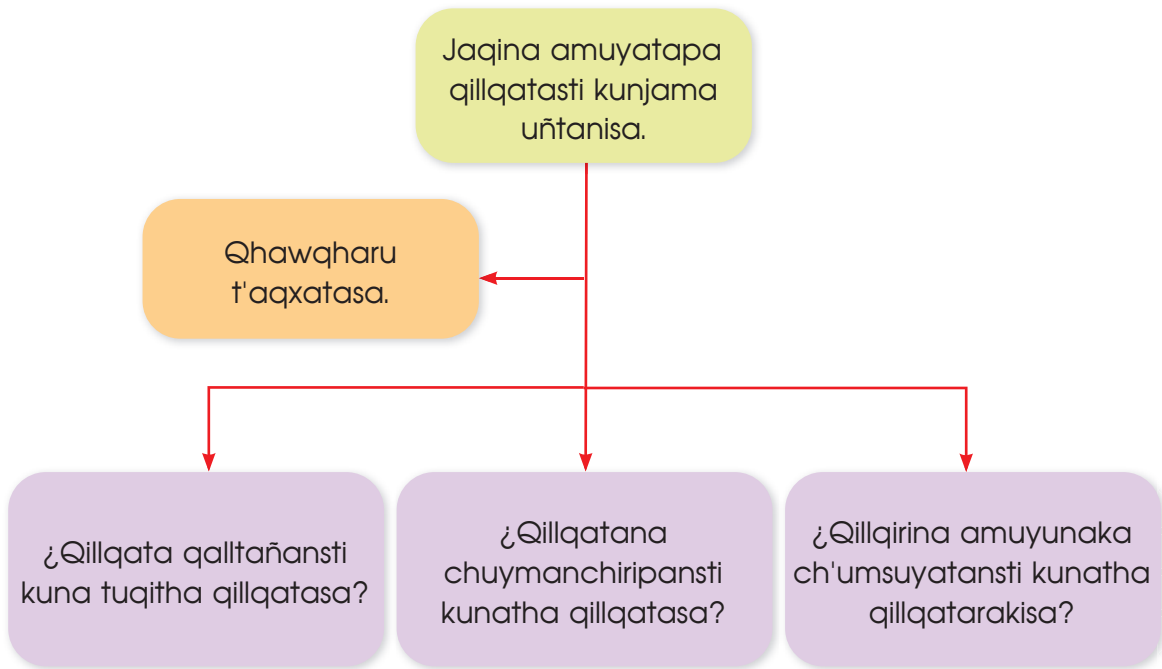 Jaqina amuyatapa
qillqatasti kunjama
uñtanisa.
Qhawqharu
t'aqxatasa.
¿Qillqata qalltañansti
kuna tuqitha qillqatasa?
¿Qillqatana
chuymanchiripansti
kunatha qillqatasa?
¿Qillqirina amuyunaka
ch'umsuyatansti kunatha
qillqatarakisa?